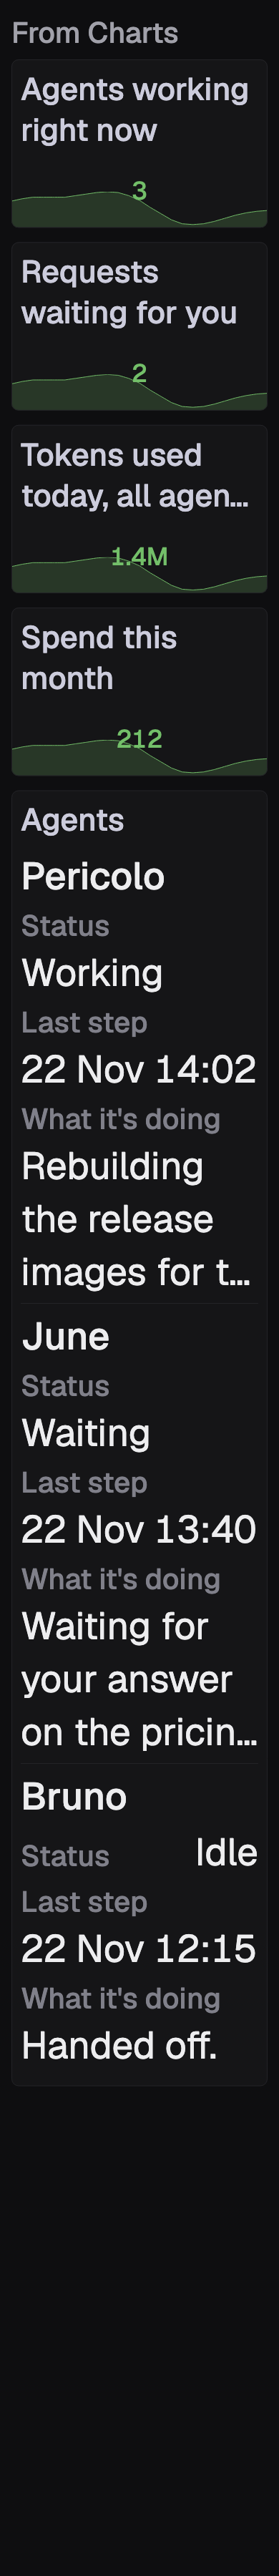 From Charts
Agents working
right now
3
Requests
waiting for you
2
Tokens used
today, all agen...
1.4M
Spend this
month
212
Agents
Pericolo
Status
Working
Last step
22 Nov 14:02
What it's doing
Rebuilding
the release
images for t...
June
Status
Waiting
Last step
22 Nov 13:40
What it's doing
Waiting for
your answer
on the pricin...
Bruno
Status Idle
Last step
22 Nov 12:15
What it's doing
Handed off.